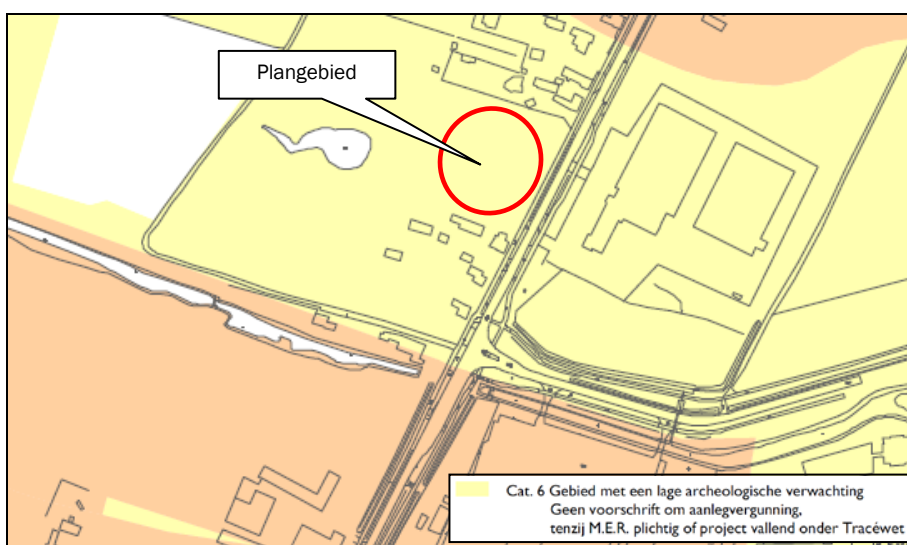 Plangebied
Cat. 6 Gebied met een lage archeologische verwachting
Geen voorschrift om aanlegvergunning,
tenzij M.E.R. plichtig of project vallend onder Tracéwet